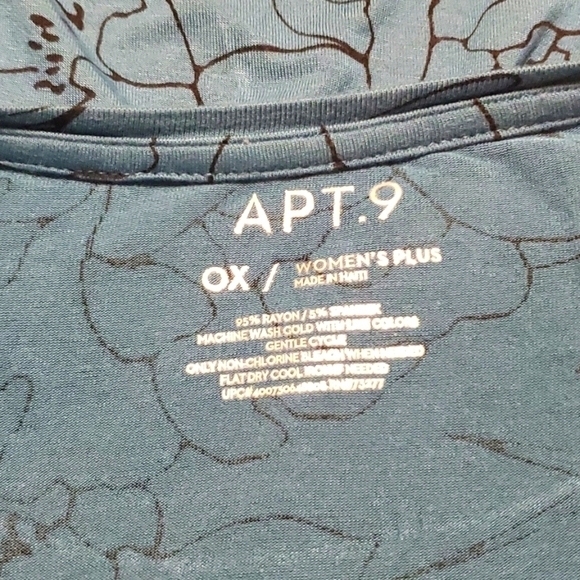 APT.9
OX / WOMEN'S PLUS
MADE IN HAITI
95% RAYON / 5% SPANDEX
MACHINE WASH COLD WITH LIKE COLORS
GENTLE CYCLE
ONLY NON-CHLORINE BLEACH WHEN NEEDED
FLAT DRY COOL IRON IF NEEDED